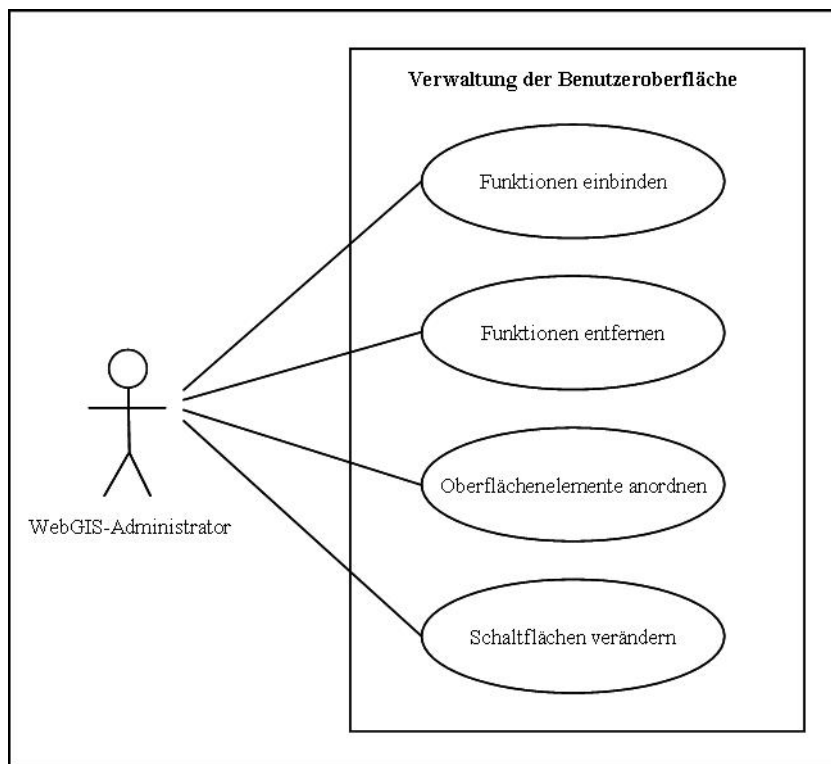 Verwaltung der Benutzeroberfläche
Funktionen einbinden
Funktionen entfernen
Oberflächenelemente anordnen
Schaltflächen verändern
WebGIS-Administrator